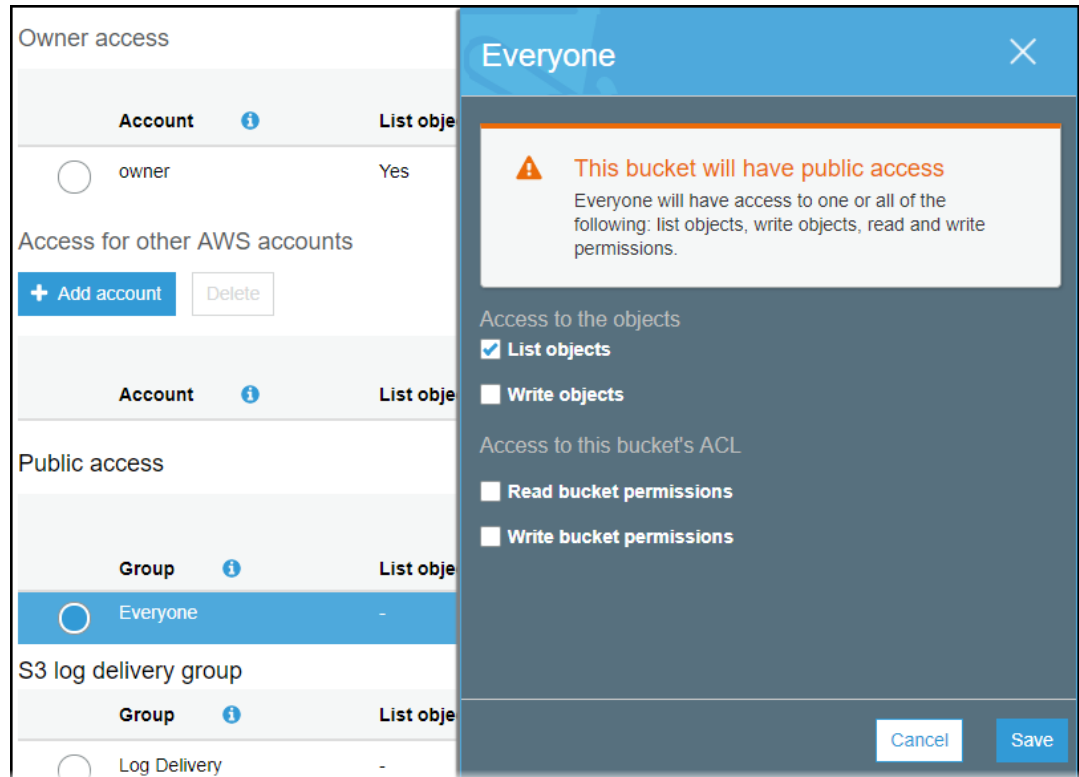 Owner access
Account List obje
owner Yes
Access for other AWS accounts
+ Add account Delete
Account List obje
Public access
Group List obje
Everyone -
S3 log delivery group
Group List obje
Log Delivery -
Everyone
This bucket will have public access
Everyone will have access to one or all of the
following: list objects, write objects, read and write
permissions.
Access to the objects
List objects
Write objects
Access to this bucket's ACL
Read bucket permissions
Write bucket permissions
Cancel Save